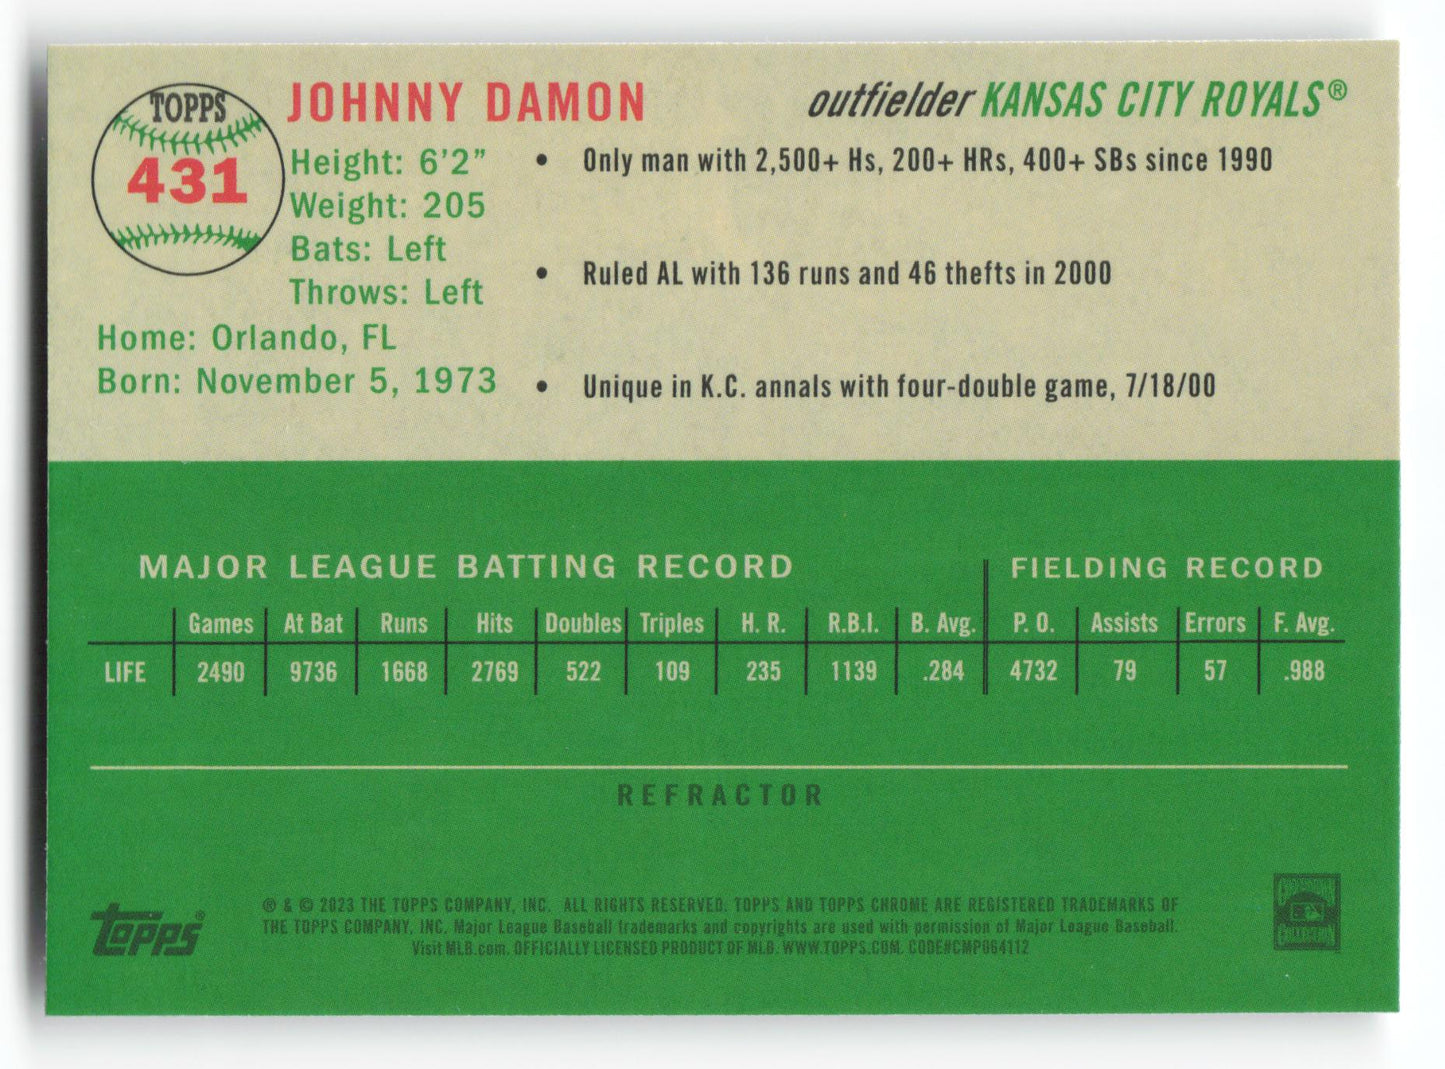 TOPPS
431
JOHNNY DAMON
outfielder KANSAS CITY ROYALS®
Height: 6'2"
Weight: 205
Bats: Left
Throws: Left
Home: Orlando, FL
Born: November 5, 1973
• Only man with 2,500+ Hs, 200+ HRs, 400+ SBs since 1990
• Ruled AL with 136 runs and 46 thefts in 2000
• Unique in K.C. annals with four-double game, 7/18/00
MAJOR LEAGUE BATTING RECORD FIELDING RECORD
Games At Bat Runs Hits Doubles Triples H. R. R.B.I. B. Avg. P. O. Assists Errors F. Avg.
LIFE 2490 9736 1668 2769 522 109 235 1139 .284 4732 79 57 .988
REFRACTOR
topps®
® & © 2023 THE TOPPS COMPANY, INC. ALL RIGHTS RESERVED. TOPPS AND TOPPS CHROME ARE REGISTERED TRADEMARKS OF
THE TOPPS COMPANY, INC. Major League Baseball trademarks and copyrights are used with permission of Major League Baseball.
Visit MLB.com. OFFICIALLY LICENSED PRODUCT OF MLB. WWW.TOPPS.COM. CODE#CMP064112
COLLECTION